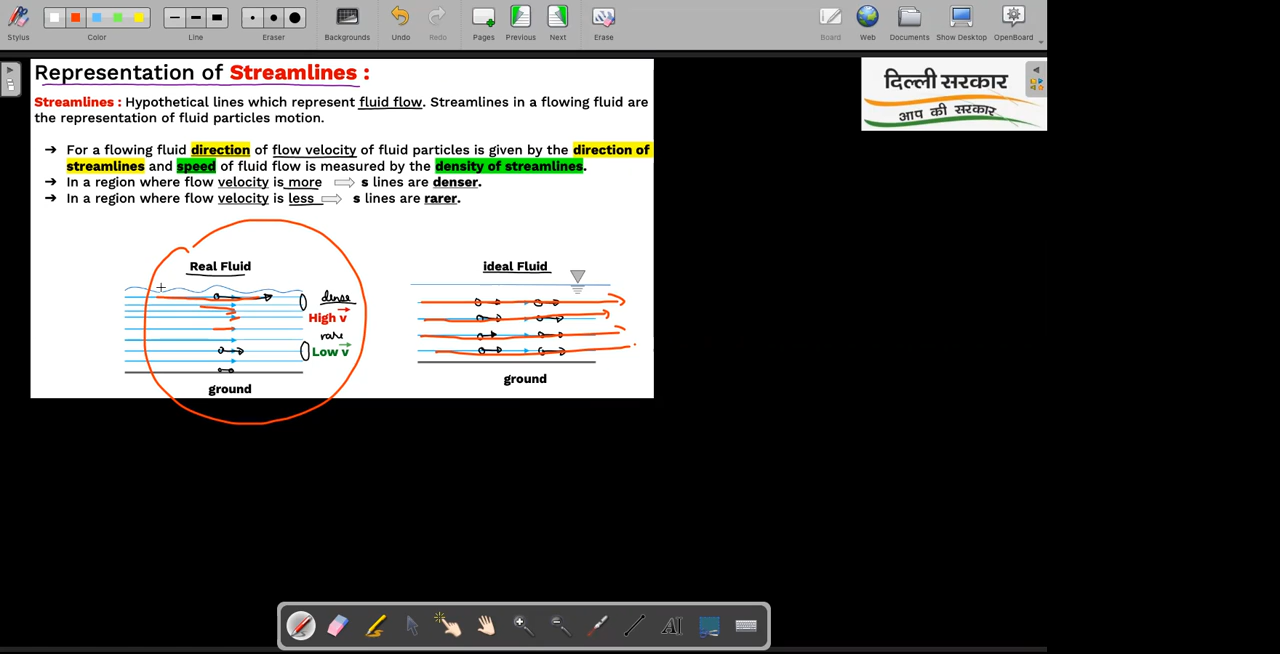 Stylus
Color
Line
Eraser
Backgrounds
Undo
Redo
Pages
Previous
Next
Erase
Board
Web
Documents
Show Desktop
OpenBoard
Representation of Streamlines :
Streamlines : Hypothetical lines which represent fluid flow. Streamlines in a flowing fluid are
the representation of fluid particles motion.
➔ For a flowing fluid direction of flow velocity of fluid particles is given by the direction of
streamlines and speed of fluid flow is measured by the density of streamlines.
➔ In a region where flow velocity is more ⇨ s lines are denser.
➔ In a region where flow velocity is less ⇨ s lines are rarer.
Real Fluid
dense
High v
rare
Low v
ground
ideal Fluid
ground
दिल्ली सरकार
आप की सरकार
AI